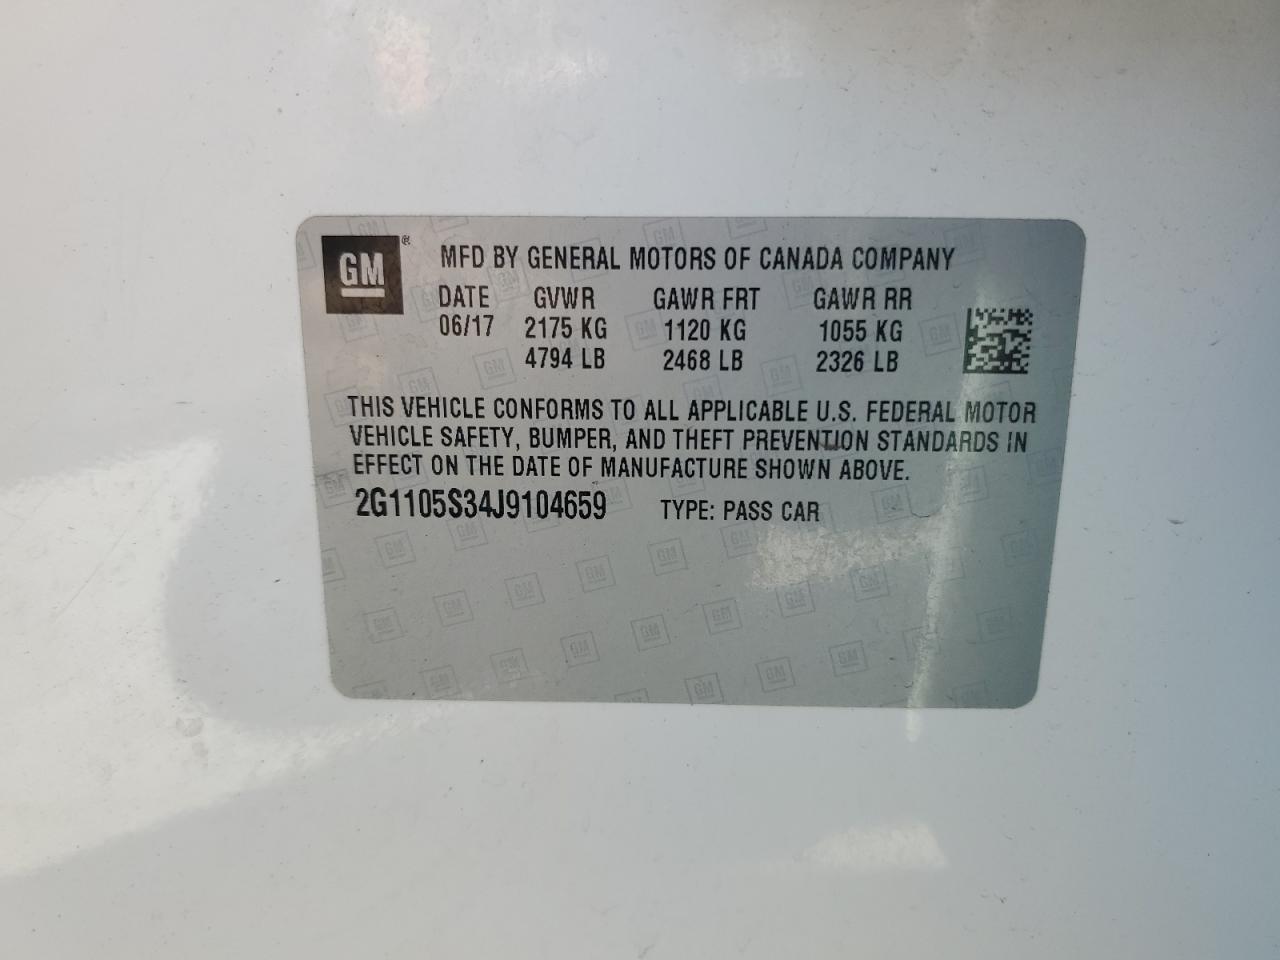 GM®
MFD BY GENERAL MOTORS OF CANADA COMPANY
DATE GVWR GAWR FRT GAWR RR
06/17 2175 KG 1120 KG 1055 KG
4794 LB 2468 LB 2326 LB
THIS VEHICLE CONFORMS TO ALL APPLICABLE U.S. FEDERAL MOTOR
VEHICLE SAFETY, BUMPER, AND THEFT PREVENTION STANDARDS IN
EFFECT ON THE DATE OF MANUFACTURE SHOWN ABOVE.
2G1105S34J9104659 TYPE: PASS CAR